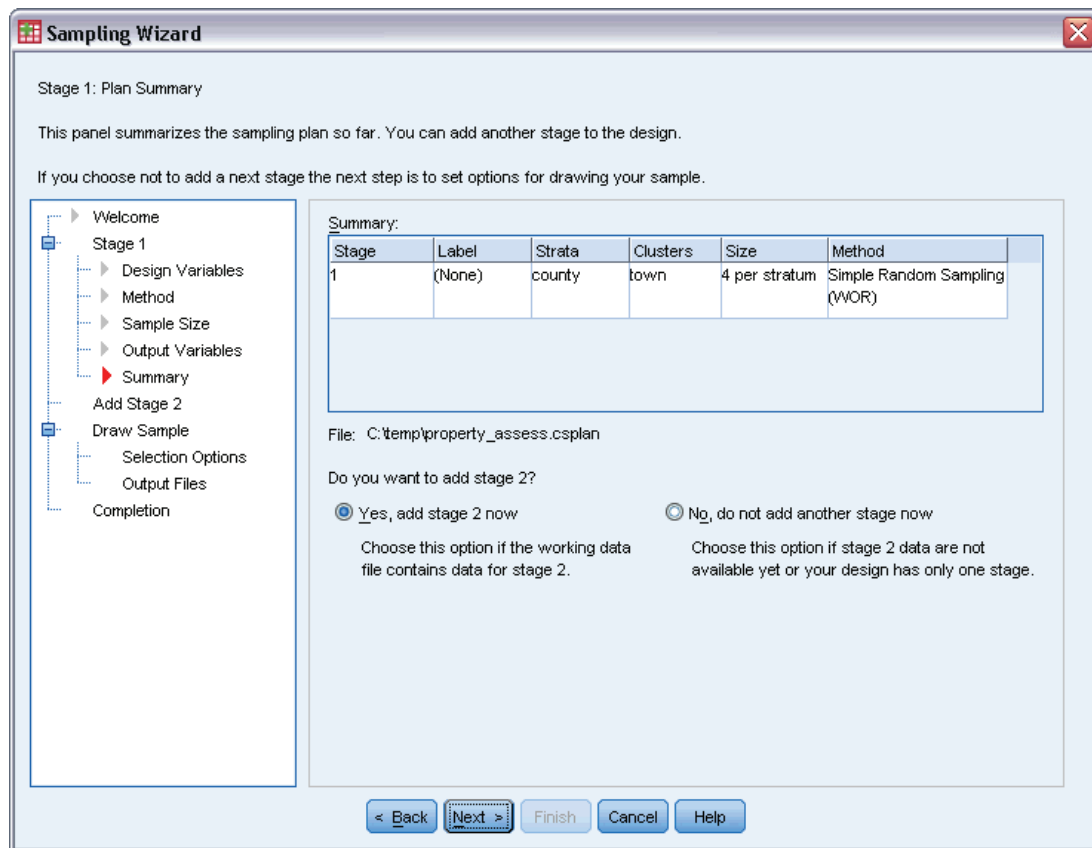 Sampling Wizard
Stage 1: Plan Summary
This panel summarizes the sampling plan so far. You can add another stage to the design.
If you choose not to add a next stage the next step is to set options for drawing your sample.
Welcome
Stage 1
Design Variables
Method
Sample Size
Output Variables
Summary
Add Stage 2
Draw Sample
Selection Options
Output Files
Completion
Summary:
Stage Label Strata Clusters Size Method
1 (None) county town 4 per stratum Simple Random Sampling
(WOR)
File: C:\temp\property_assess.csplan
Do you want to add stage 2?
Yes, add stage 2 now
Choose this option if the working data
file contains data for stage 2.
No, do not add another stage now
Choose this option if stage 2 data are not
available yet or your design has only one stage.
< Back Next > Finish Cancel Help